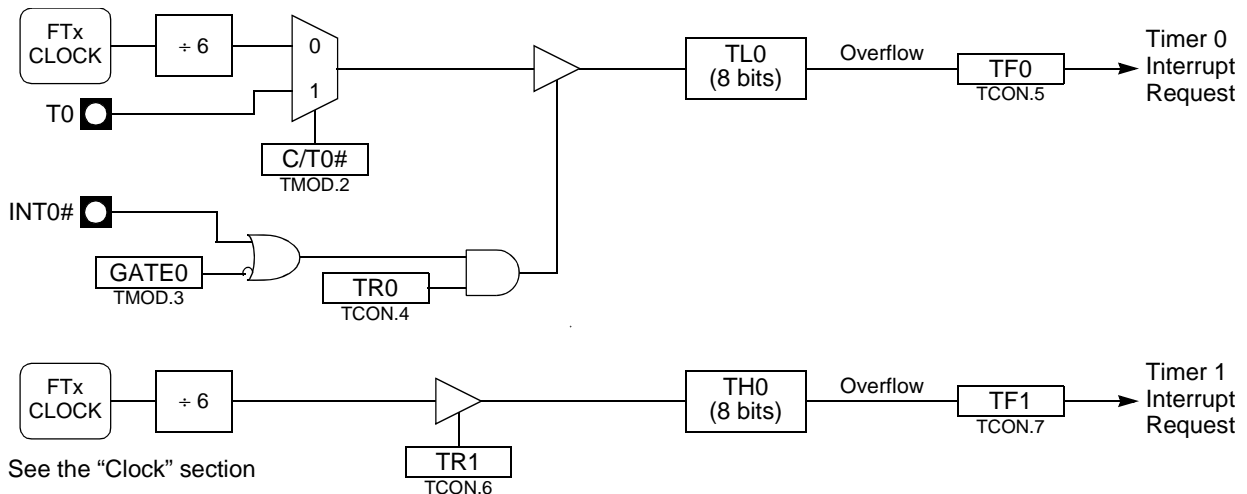 FTx
CLOCK
÷ 6
0
1
T0
C/T0#
TMOD.2
TL0
(8 bits)
Overflow
TF0
TCON.5
Timer 0
Interrupt
Request
INT0#
GATE0
TMOD.3
TR0
TCON.4
FTx
CLOCK
÷ 6
TR1
TCON.6
TH0
(8 bits)
Overflow
TF1
TCON.7
Timer 1
Interrupt
Request
See the “Clock” section